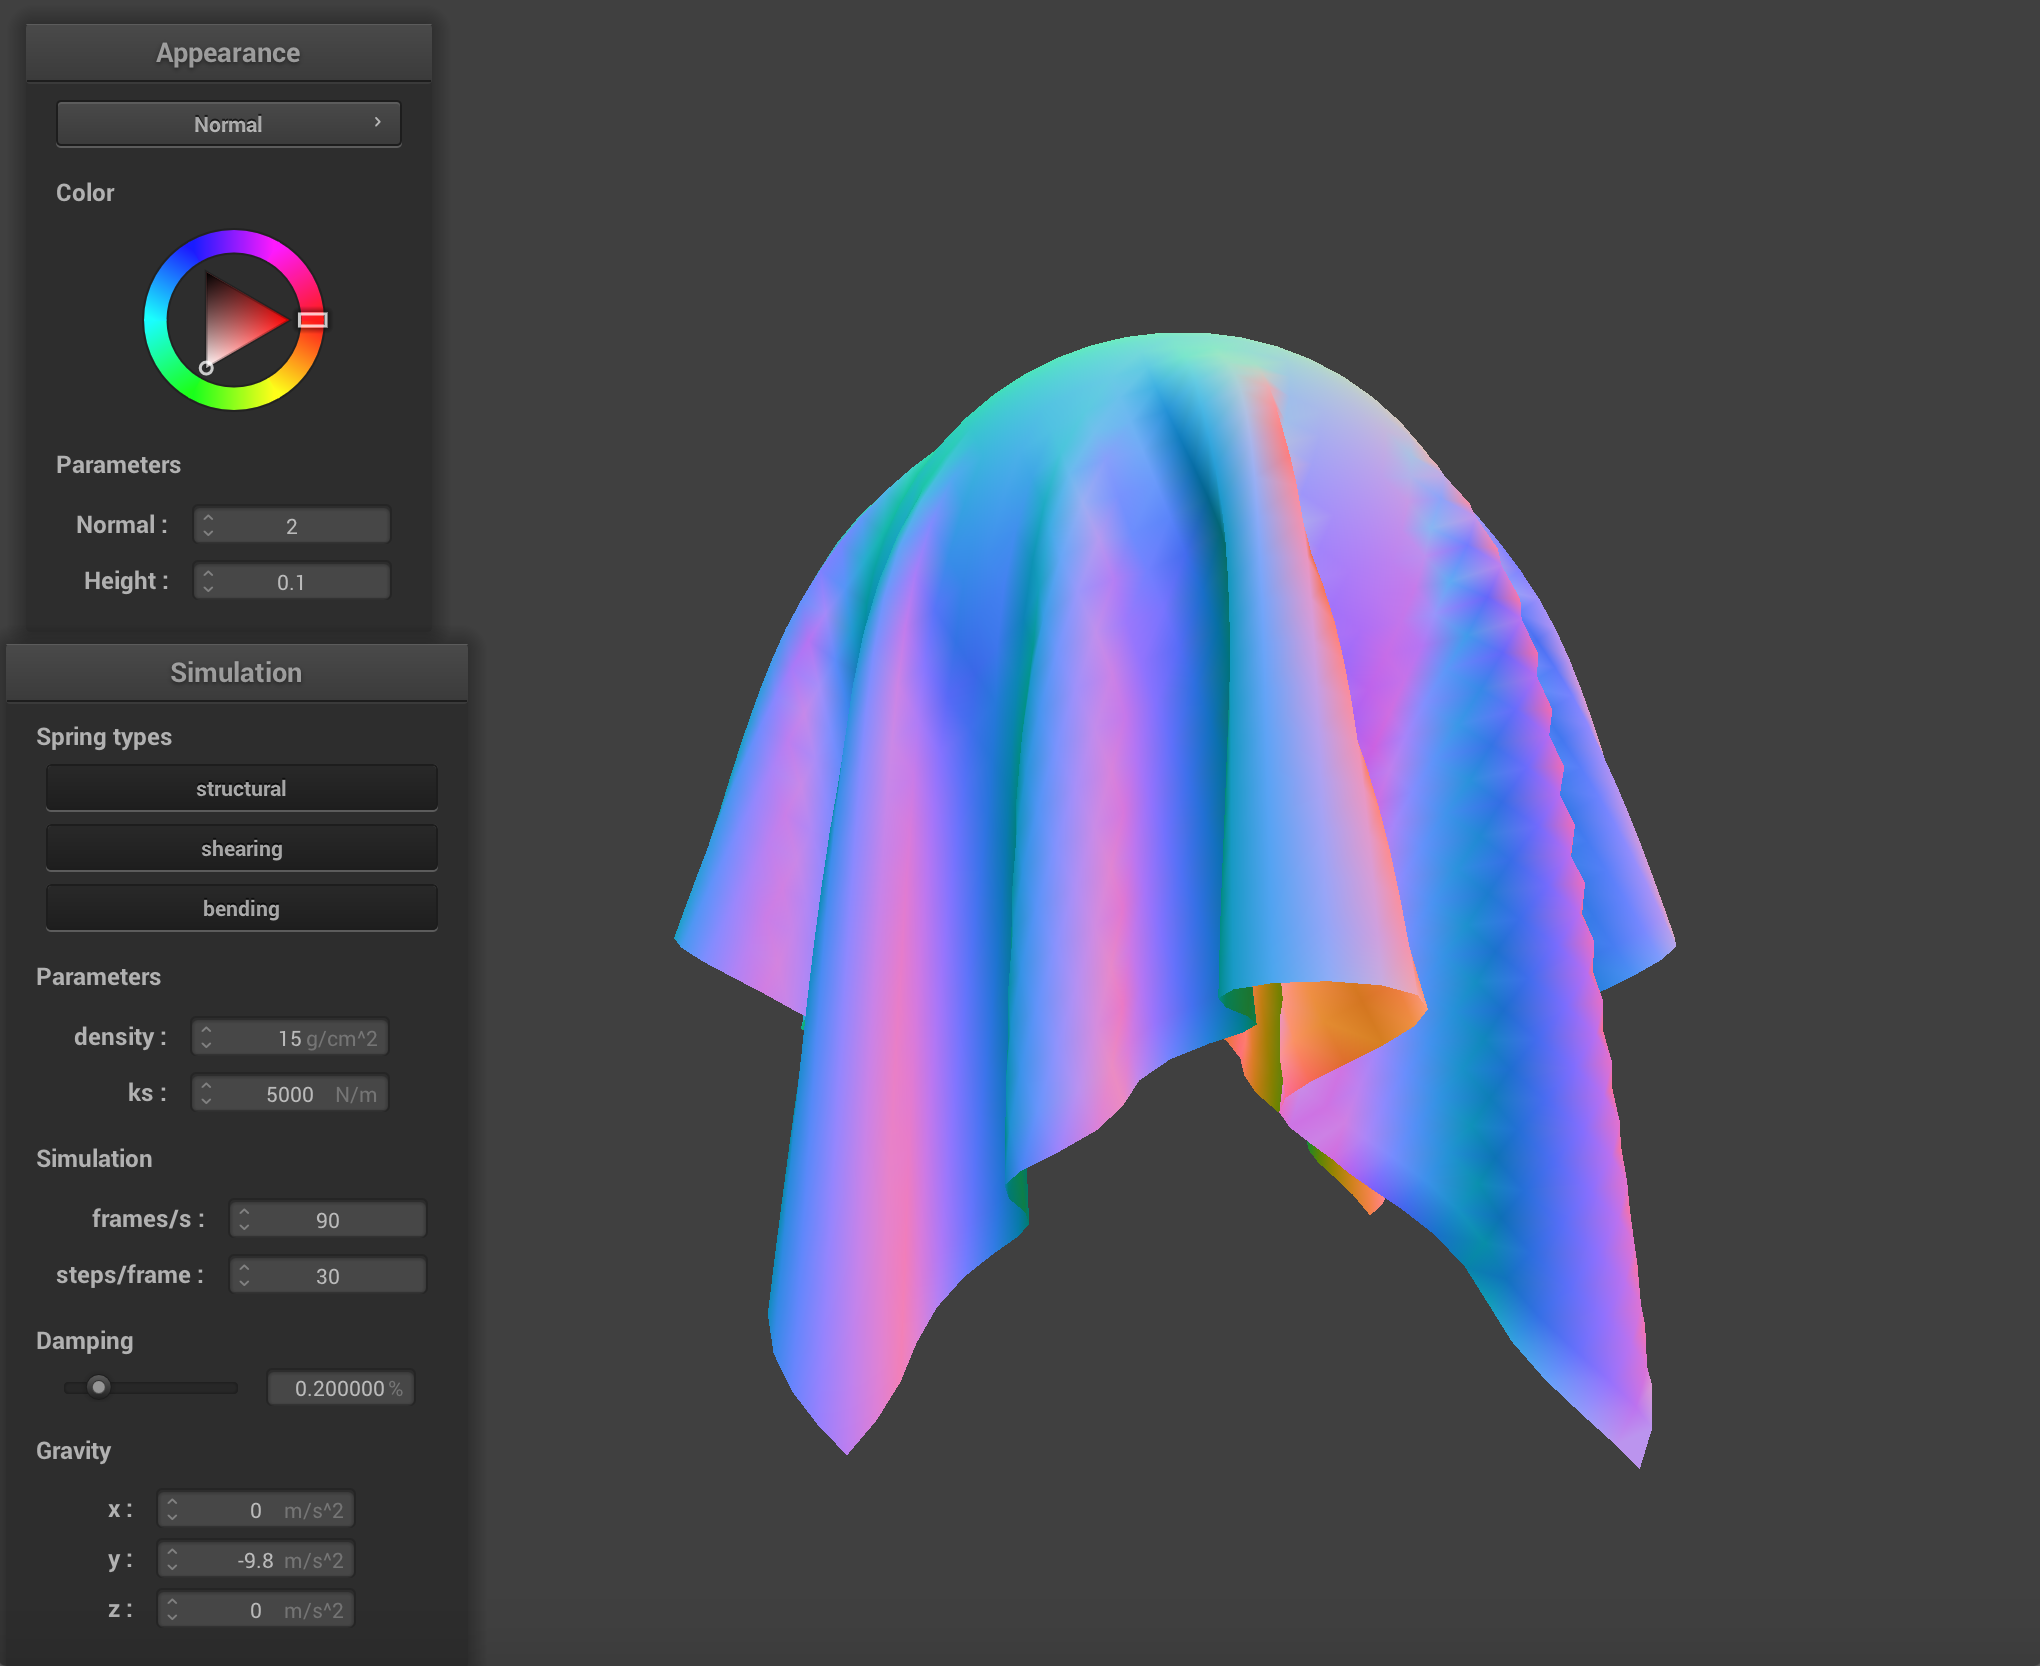 Appearance
Normal
Color
Parameters
Normal : 2
Height : 0.1
Simulation
Spring types
structural
shearing
bending
Parameters
density : 15 g/cm^2
ks : 5000 N/m
Simulation
frames/s : 90
steps/frame : 30
Damping
0.200000 %
Gravity
x : 0 m/s^2
y : -9.8 m/s^2
z : 0 m/s^2